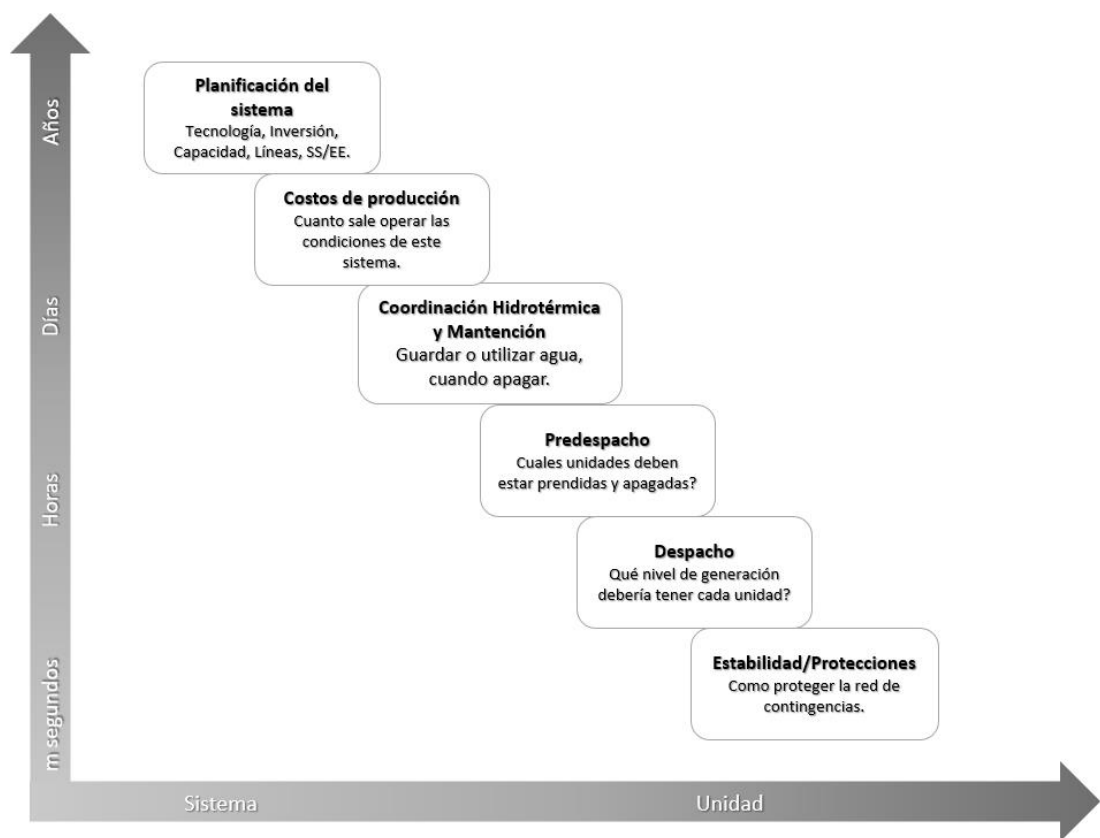 Años
Días
Horas
m segundos
Planificación del
sistema
Tecnología, Inversión,
Capacidad, Líneas, SS/EE.
Costos de producción
Cuanto sale operar las
condiciones de este
sistema.
Coordinación Hidrotérmica
y Mantención
Guardar o utilizar agua,
cuando apagar.
Predespacho
Cuales unidades deben
estar prendidas y apagadas?
Despacho
Qué nivel de generación
debería tener cada unidad?
Estabilidad/Protecciones
Como proteger la red de
contingencias.
Sistema
Unidad